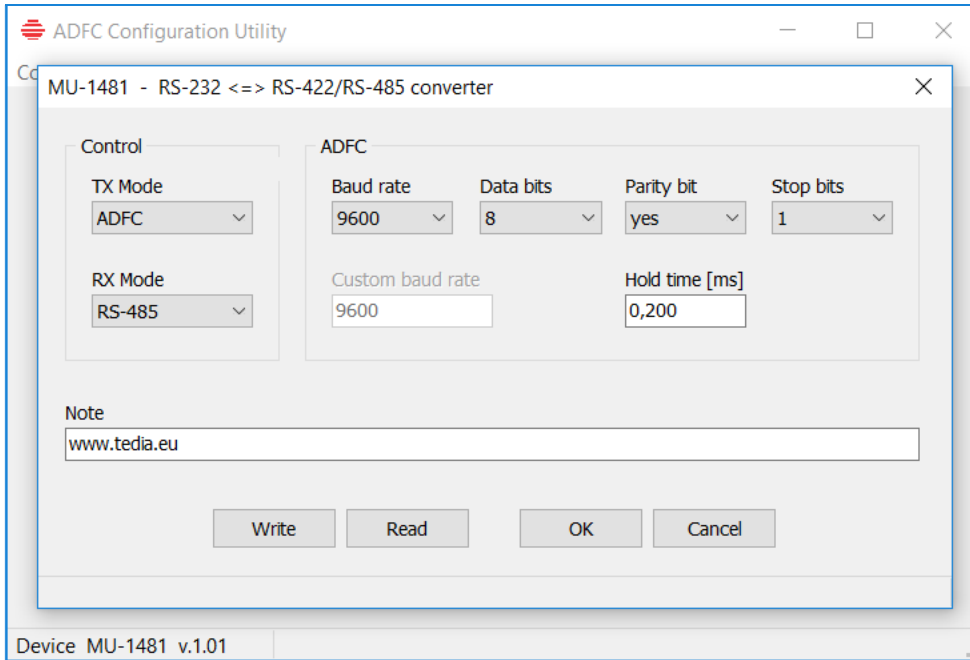 ADFC Configuration Utility
Co
MU-1481 - RS-232 <=> RS-422/RS-485 converter
Control
ADFC
TX Mode
Baud rate
Data bits
Parity bit
Stop bits
ADFC
9600
8
yes
1
RX Mode
Custom baud rate
Hold time [ms]
RS-485
9600
0,200
Note
www.tedia.eu
Write
Read
OK
Cancel
Device MU-1481 v.1.01